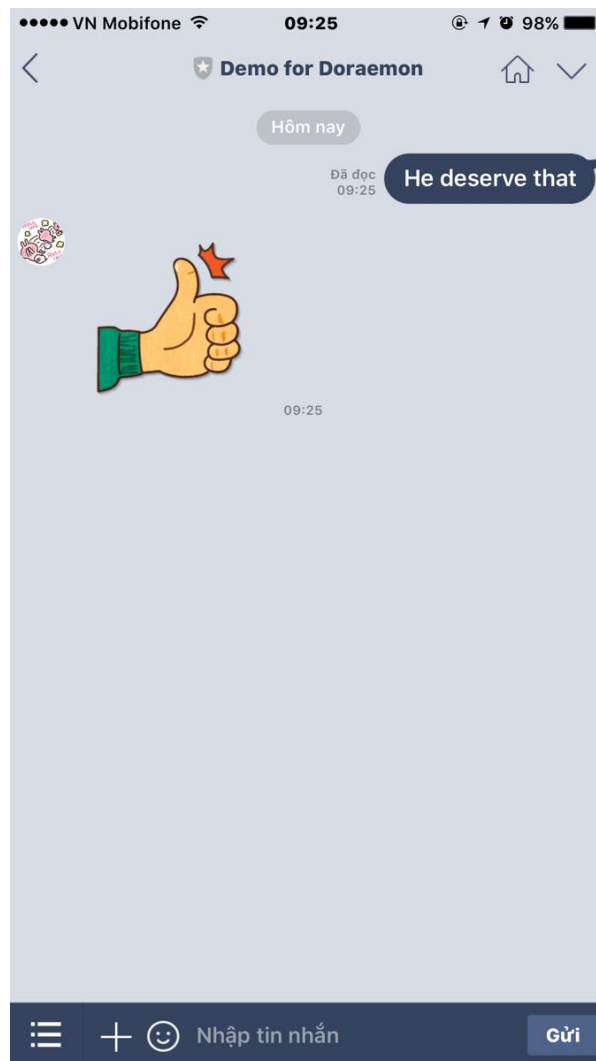 VN Mobifone 09:25 98%
Demo for Doraemon
Hôm nay
Đã đọc
09:25
He deserve that
09:25
Nhập tin nhắn
Gửi